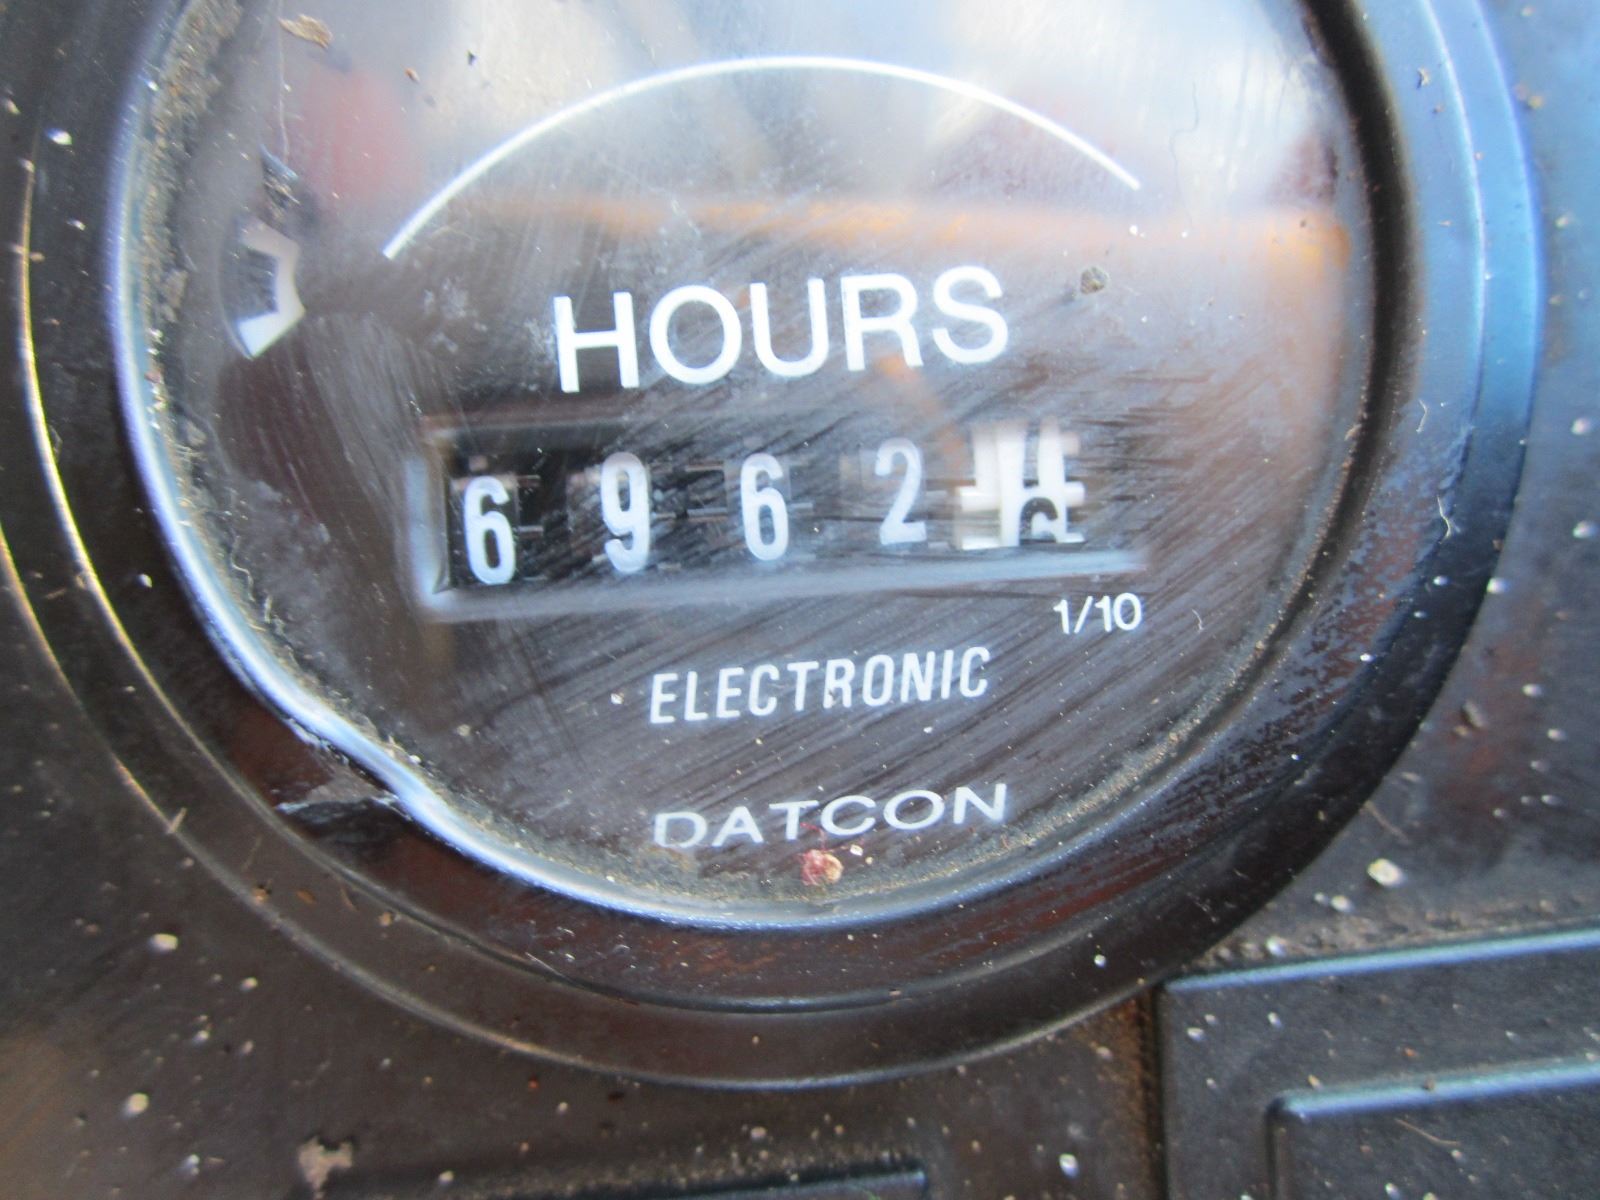 HOURS
6962
1/10
ELECTRONIC
DATCON